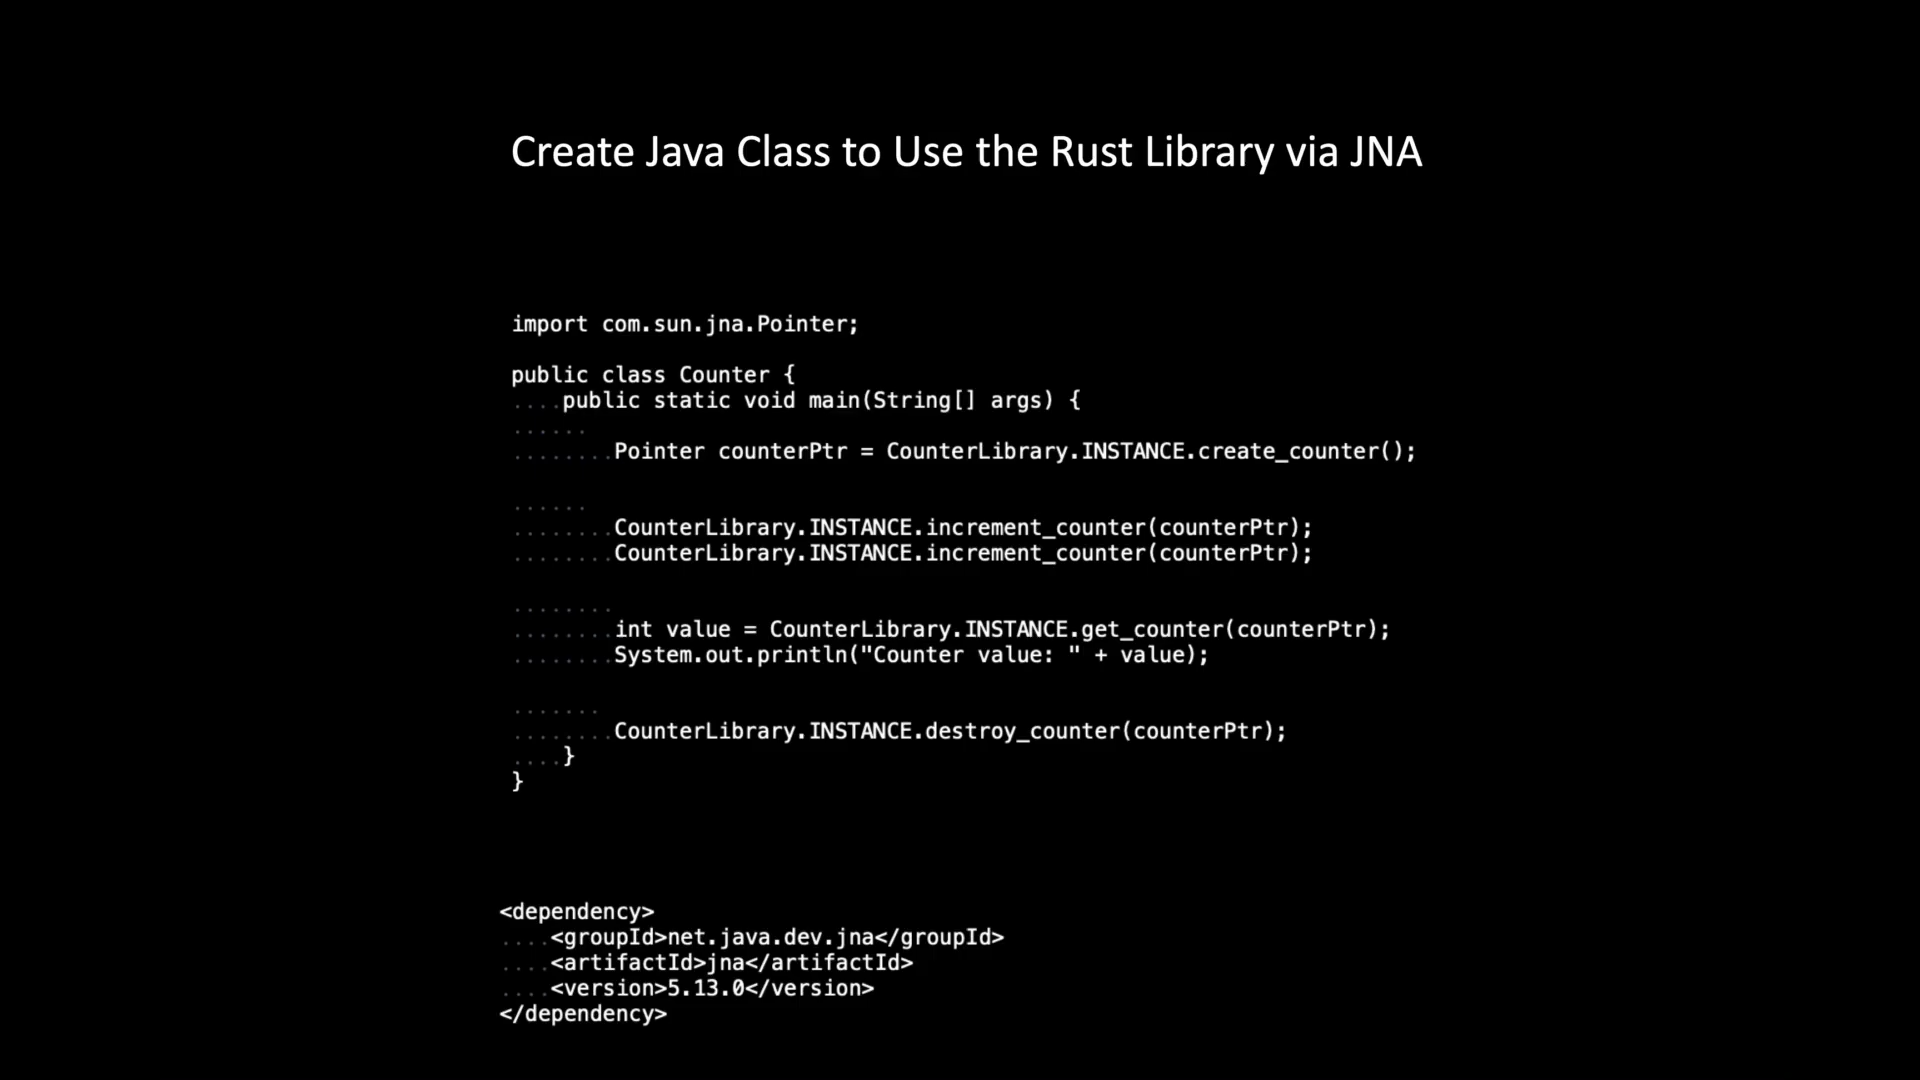 Create Java Class to Use the Rust Library via JNA
import com.sun.jna.Pointer;
public class Counter {
....public static void main(String[] args) {
......
........Pointer counterPtr = CounterLibrary.INSTANCE.create_counter();
......
........CounterLibrary.INSTANCE.increment_counter(counterPtr);
........CounterLibrary.INSTANCE.increment_counter(counterPtr);
........
........int value = CounterLibrary.INSTANCE.get_counter(counterPtr);
........System.out.println("Counter value: " + value);
.......
........CounterLibrary.INSTANCE.destroy_counter(counterPtr);
....}
}
<dependency>
....<groupId>net.java.dev.jna</groupId>
....<artifactId>jna</artifactId>
....<version>5.13.0</version>
</dependency>